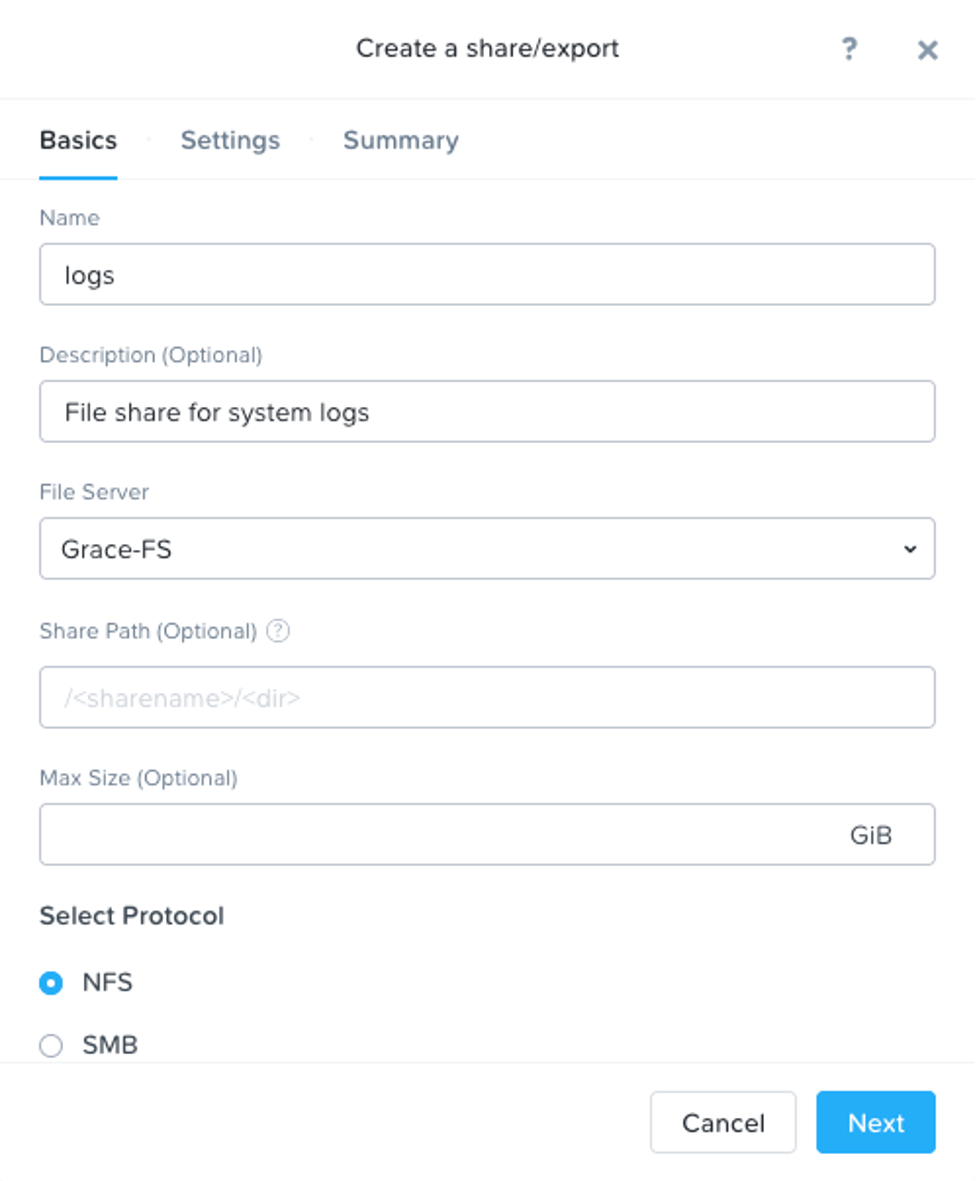 Create a share/export ? ×
Basics · Settings · Summary
Name
logs
Description (Optional)
File share for system logs
File Server
Grace-FS
Share Path (Optional) ?
/<sharename>/<dir>
Max Size (Optional)
GiB
Select Protocol
NFS
SMB
Cancel Next